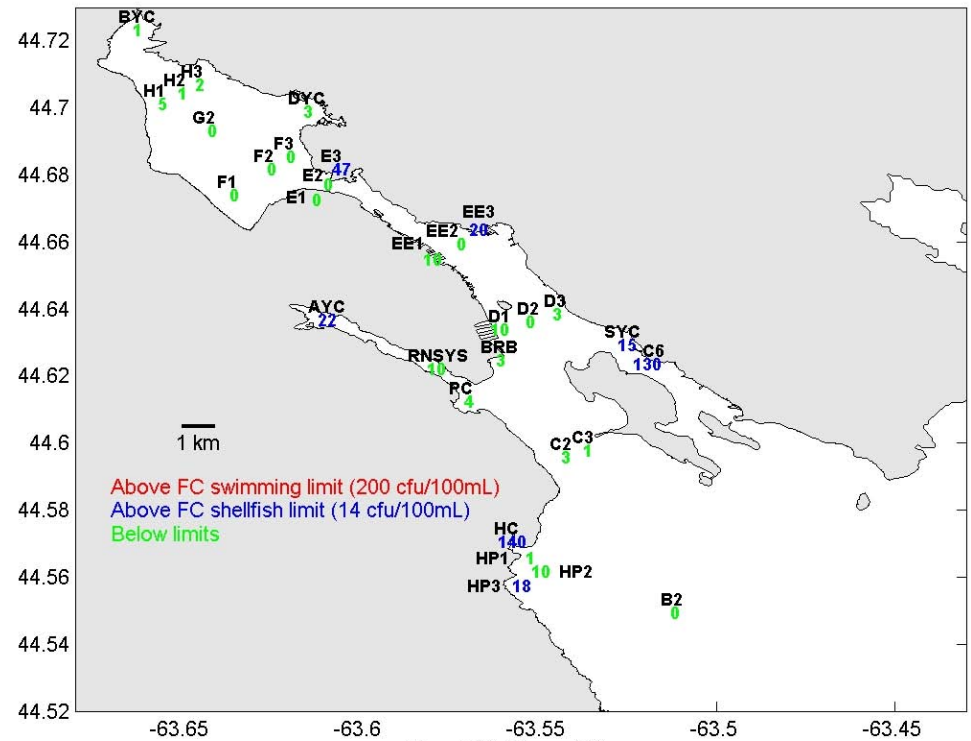 BYC
1
44.72
H3
H2
2
H1
1
5
DYC
3
44.7
G2
0
F3
0
F2
0
E3
47
44.68
E2
0
F1
0
E1
0
EE3
20
EE2
0
44.66
EE1
44.64
AYC
22
D3
3
D2
0
D1
10
SYC
15
C6
130
BRB
3
RNSYS
10
44.62
PC
4
1 km
44.6
C3
1
C2
3
Above FC swimming limit (200 cfu/100mL)
Above FC shellfish limit (14 cfu/100mL)
Below limits
44.58
HC
140
HP1 1
44.56
10 HP2
HP3 18
B2
0
44.54
44.52
-63.65 -63.6 -63.55 -63.5 -63.45